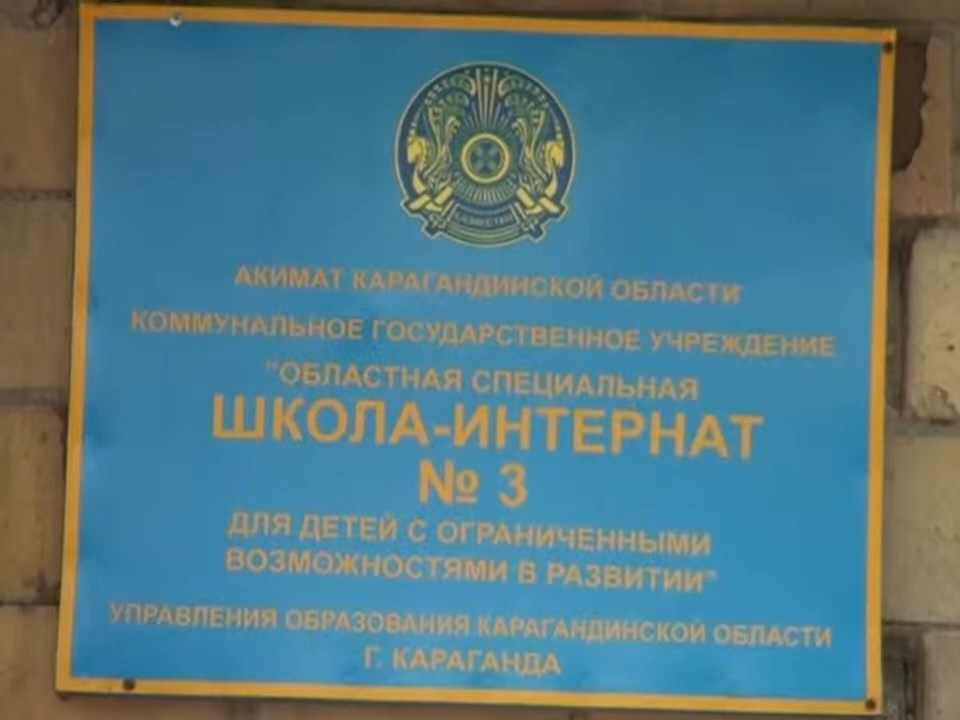 ҚАЗАҚСТАН
АКИМАТ КАРАГАНДИНСКОЙ ОБЛАСТИ
КОММУНАЛЬНОЕ ГОСУДАРСТВЕННОЕ УЧРЕЖДЕНИЕ
"ОБЛАСТНАЯ СПЕЦИАЛЬНАЯ
ШКОЛА-ИНТЕРНАТ
№ 3
ДЛЯ ДЕТЕЙ С ОГРАНИЧЕННЫМИ
ВОЗМОЖНОСТЯМИ В РАЗВИТИИ"
УПРАВЛЕНИЯ ОБРАЗОВАНИЯ КАРАГАНДИНСКОЙ ОБЛАСТИ
Г. КАРАГАНДА